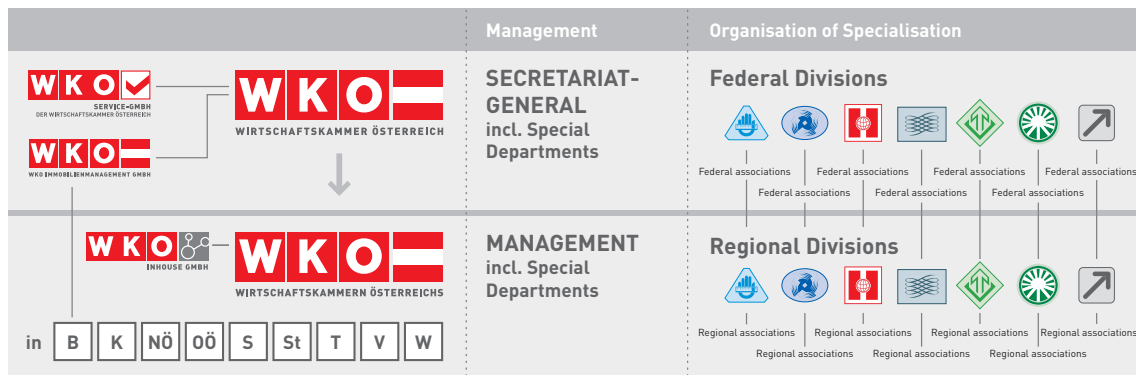 Management
Organisation of Specialisation
WKO
SERVICE-GMBH
DER WIRTSCHAFTSKAMMER ÖSTERREICH
WKO
WKO IMMOBILIENMANAGEMENT GMBH
WKO
WIRTSCHAFTSKAMMER ÖSTERREICH
SECRETARIAT-
GENERAL
incl. Special
Departments
Federal Divisions
Federal associations Federal associations Federal associations Federal associations
Federal associations Federal associations Federal associations
WKO
INHOUSE GMBH
WKO
WIRTSCHAFTSKAMMERN ÖSTERREICHS
in B K NÖ OÖ S St T V W
MANAGEMENT
incl. Special
Departments
Regional Divisions
Regional associations Regional associations Regional associations Regional associations
Regional associations Regional associations Regional associations